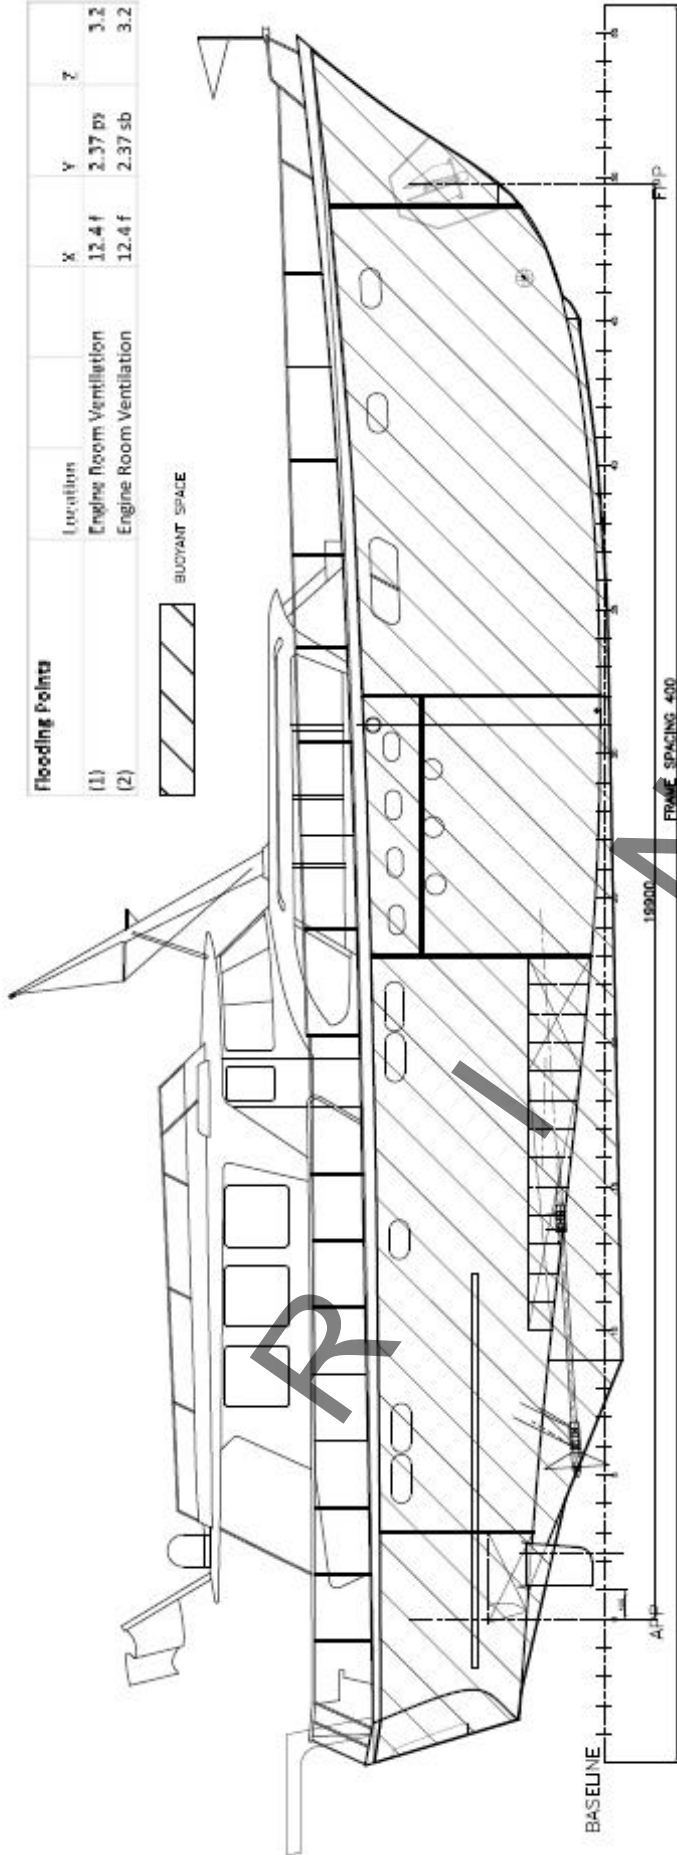 Flooding Points
Location X Y Z
(1) Engine Room Ventilation 12.4 f 2.37 ps 3.2
(2) Engine Room Ventilation 12.4 f 2.37 sb 3.2
BUOYANT SPACE
BASELINE
APP
19900
FRAME SPACING 400
FPP
R I M